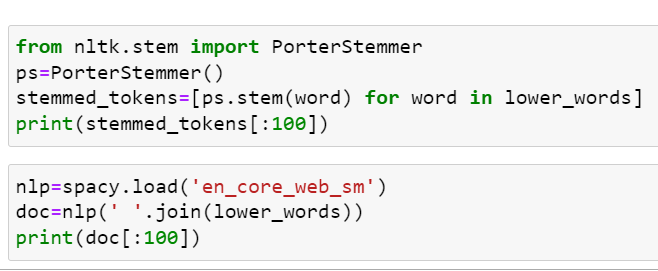 from nltk.stem import PorterStemmer
ps=PorterStemmer()
stemmed_tokens=[ps.stem(word) for word in lower_words]
print(stemmed_tokens[:100])
nlp=spacy.load('en_core_web_sm')
doc=nlp(' '.join(lower_words))
print(doc[:100])